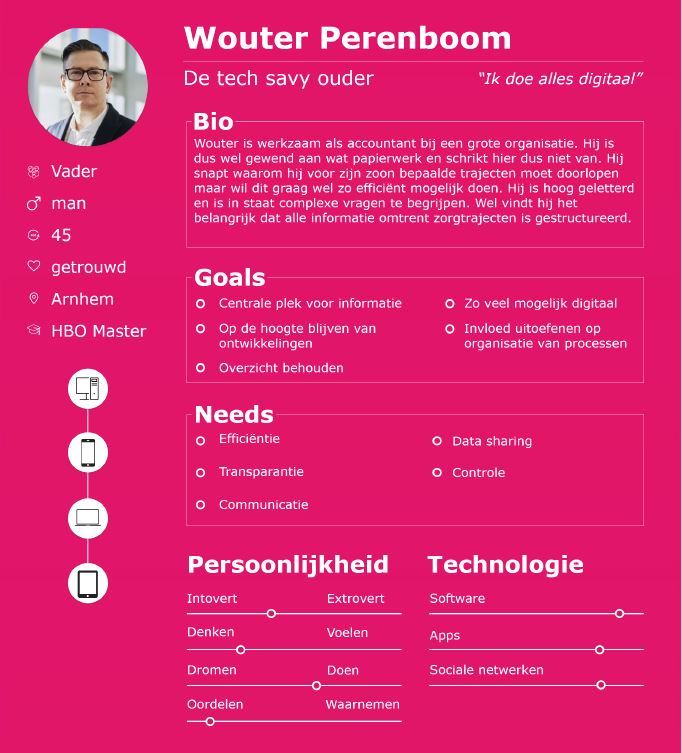 Wouter Perenboom
De tech savy ouder
“Ik doe alles digitaal”
Vader
man
45
getrouwd
Arnhem
HBO Master
Bio
Wouter is werkzaam als accountant bij een grote organisatie. Hij is
dus wel gewend aan wat papierwerk en schrikt hier dus niet van. Hij
snapt waarom hij voor zijn zoon bepaalde trajecten moet doorlopen
maar wil dit graag wel zo efficiënt mogelijk doen. Hij is hoog geletterd
en is in staat complexe vragen te begrijpen. Wel vindt hij het
belangrijk dat alle informatie omtrent zorgtrajecten is gestructureerd.
Goals
Centrale plek voor informatie
Op de hoogte blijven van
ontwikkelingen
Overzicht behouden
Zo veel mogelijk digitaal
Invloed uitoefenen op
organisatie van processen
Needs
Efficiëntie
Transparantie
Communicatie
Data sharing
Controle
Persoonlijkheid
Intovert Extrovert
Denken Voelen
Dromen Doen
Oordelen Waarnemen
Technologie
Software
Apps
Sociale netwerken